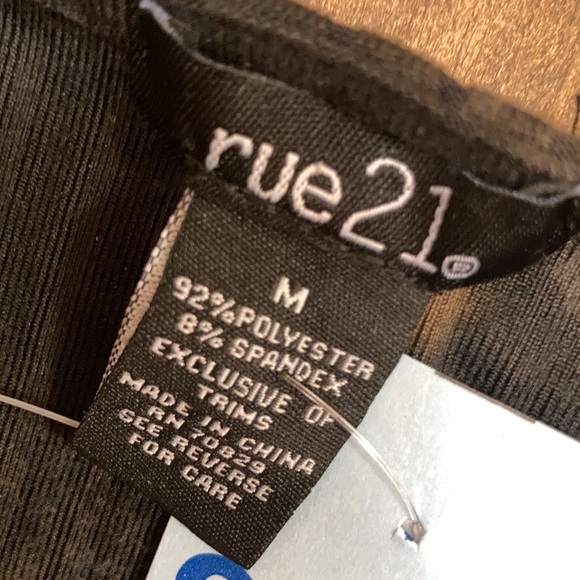 rue21®
M
92% POLYESTER
8% SPANDEX
EXCLUSIVE OF
TRIMS
MADE IN CHINA
RN 70829
SEE REVERSE
FOR CARE